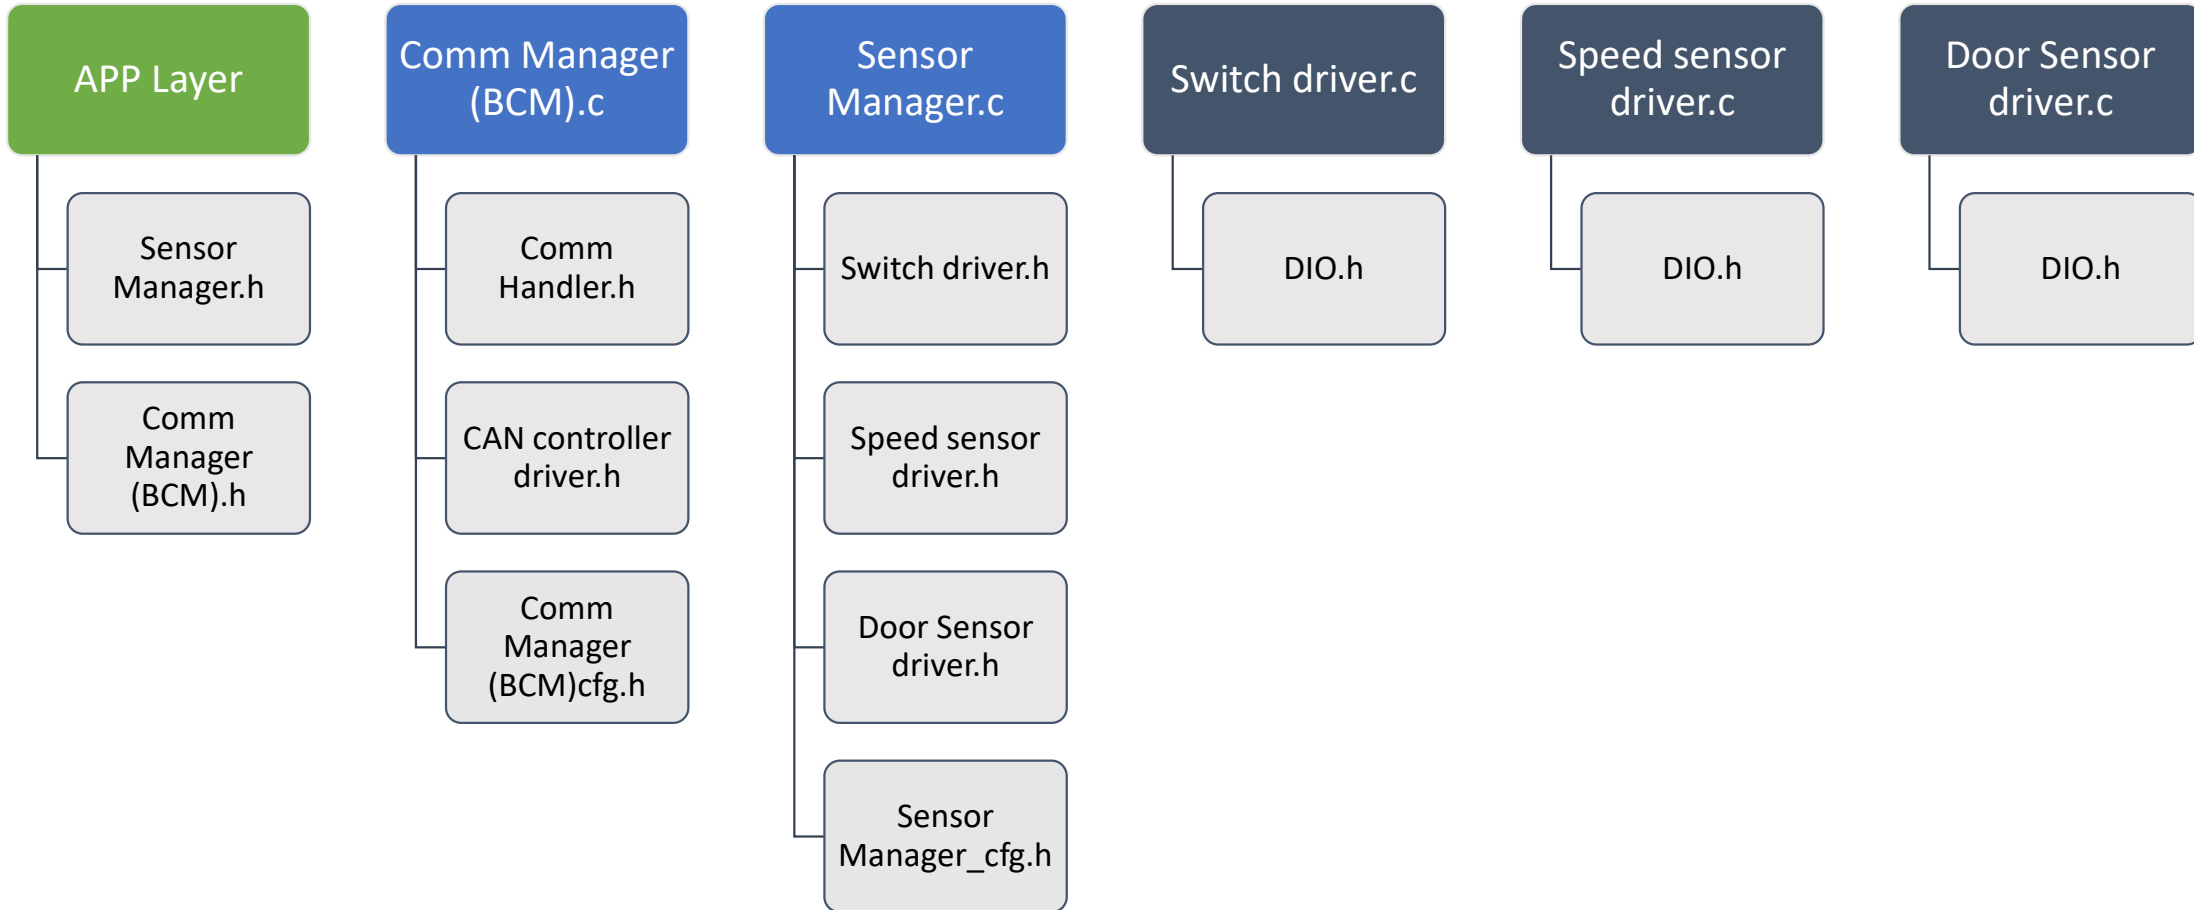 APP Layer
Sensor
Manager.h
Comm
Manager
(BCM).h
Comm Manager
(BCM).c
Comm
Handler.h
CAN controller
driver.h
Comm
Manager
(BCM)cfg.h
Sensor
Manager.c
Switch driver.h
Speed sensor
driver.h
Door Sensor
driver.h
Sensor
Manager_cfg.h
Switch driver.c
DIO.h
Speed sensor
driver.c
DIO.h
Door Sensor
driver.c
DIO.h